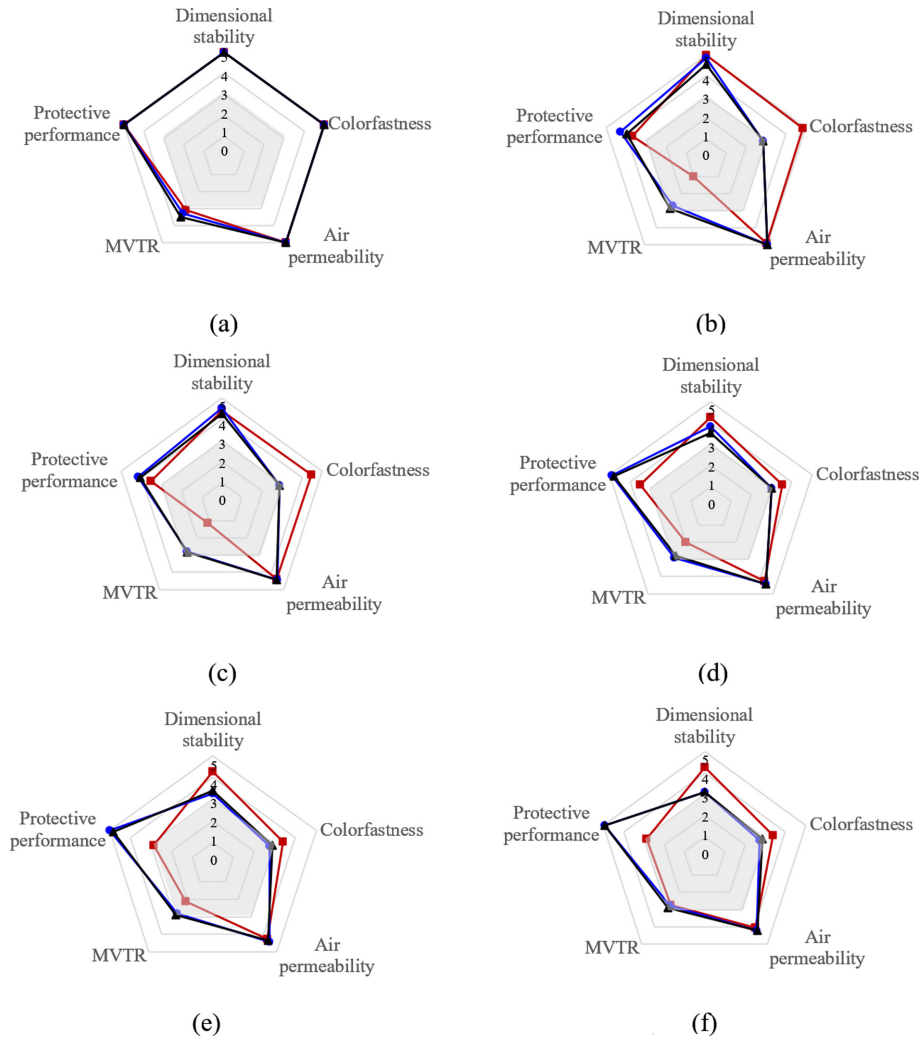 Dimensional
stability
5
4
3
2
1
0
Protective
performance
Colorfastness
MVTR
Air
permeability
(a)
Dimensional
stability
5
4
3
2
1
0
Protective
performance
Colorfastness
MVTR
Air
permeability
(b)
Dimensional
stability
5
4
3
2
1
0
Protective
performance
Colorfastness
MVTR
Air
permeability
(c)
Dimensional
stability
5
4
3
2
1
0
Protective
performance
Colorfastness
MVTR
Air
permeability
(d)
Dimensional
stability
5
4
3
2
1
0
Protective
performance
Colorfastness
MVTR
Air
permeability
(e)
Dimensional
stability
5
4
3
2
1
0
Protective
performance
Colorfastness
MVTR
Air
permeability
(f)